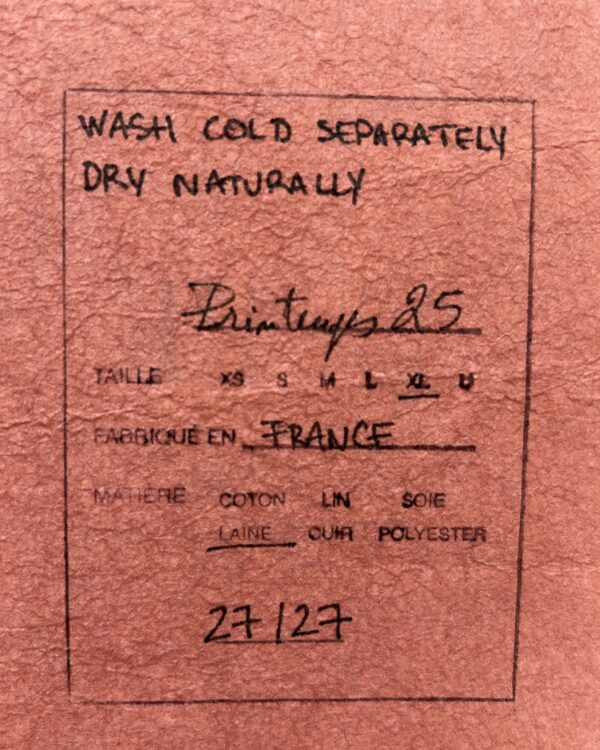 WASH COLD SEPARATELY
DRY NATURALLY
Printemps 25
TAILLE XS S M L XL U
FABRIQUÉ EN FRANCE
MATIÈRE COTON LIN SOIE
LAINE CUIR POLYESTER
27/27